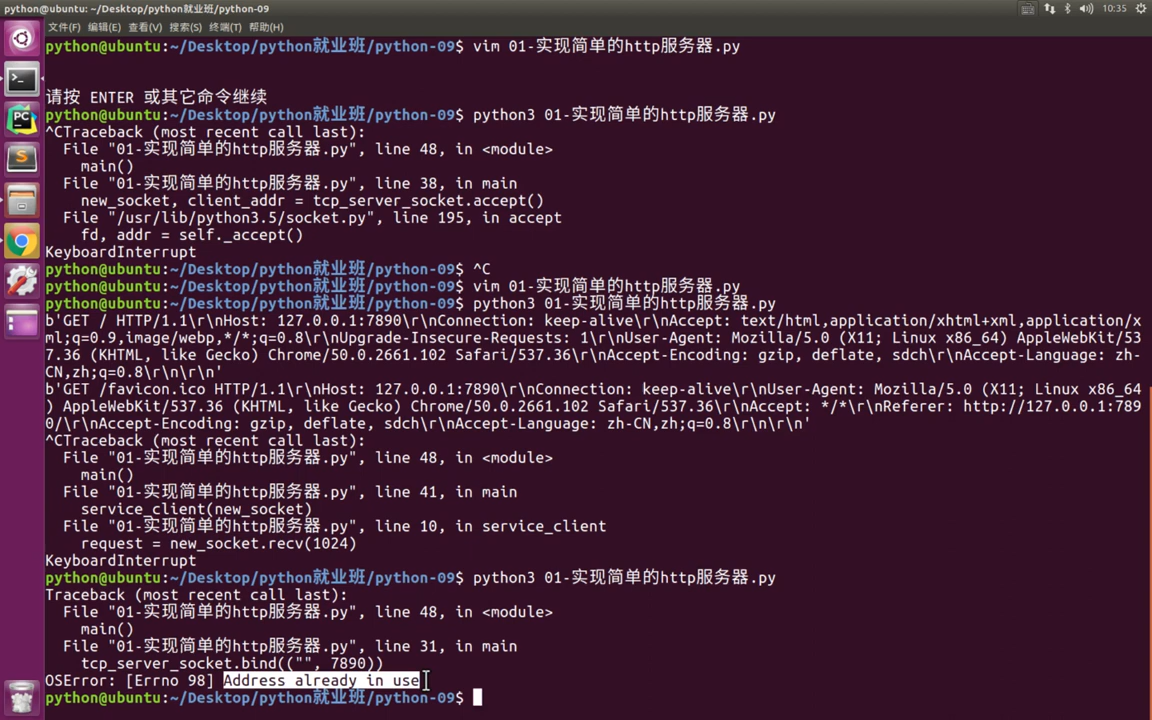 python@ubuntu: ~/Desktop/python就业班/python-09
10:35
文件(F) 编辑(E) 查看(V) 搜索(S) 终端(T) 帮助(H)
python@ubuntu:~/Desktop/python就业班/python-09$ vim 01-实现简单的http服务器.py
请按 ENTER 或其它命令继续
python@ubuntu:~/Desktop/python就业班/python-09$ python3 01-实现简单的http服务器.py
^CTraceback (most recent call last):
  File "01-实现简单的http服务器.py", line 48, in <module>
    main()
  File "01-实现简单的http服务器.py", line 38, in main
    new_socket, client_addr = tcp_server_socket.accept()
  File "/usr/lib/python3.5/socket.py", line 195, in accept
    fd, addr = self._accept()
KeyboardInterrupt
python@ubuntu:~/Desktop/python就业班/python-09$ ^C
python@ubuntu:~/Desktop/python就业班/python-09$ vim 01-实现简单的http服务器.py
python@ubuntu:~/Desktop/python就业班/python-09$ python3 01-实现简单的http服务器.py
b'GET / HTTP/1.1\r\nHost: 127.0.0.1:7890\r\nConnection: keep-alive\r\nAccept: text/html,application/xhtml+xml,application/x
ml;q=0.9,image/webp,*/*;q=0.8\r\nUpgrade-Insecure-Requests: 1\r\nUser-Agent: Mozilla/5.0 (X11; Linux x86_64) AppleWebKit/53
7.36 (KHTML, like Gecko) Chrome/50.0.2661.102 Safari/537.36\r\nAccept-Encoding: gzip, deflate, sdch\r\nAccept-Language: zh-
CN,zh;q=0.8\r\n\r\n'
b'GET /favicon.ico HTTP/1.1\r\nHost: 127.0.0.1:7890\r\nConnection: keep-alive\r\nUser-Agent: Mozilla/5.0 (X11; Linux x86_64
) AppleWebKit/537.36 (KHTML, like Gecko) Chrome/50.0.2661.102 Safari/537.36\r\nAccept: */*\r\nReferer: http://127.0.0.1:789
0/\r\nAccept-Encoding: gzip, deflate, sdch\r\nAccept-Language: zh-CN,zh;q=0.8\r\n\r\n'
^CTraceback (most recent call last):
  File "01-实现简单的http服务器.py", line 48, in <module>
    main()
  File "01-实现简单的http服务器.py", line 41, in main
    service_client(new_socket)
  File "01-实现简单的http服务器.py", line 10, in service_client
    request = new_socket.recv(1024)
KeyboardInterrupt
python@ubuntu:~/Desktop/python就业班/python-09$ python3 01-实现简单的http服务器.py
Traceback (most recent call last):
  File "01-实现简单的http服务器.py", line 48, in <module>
    main()
  File "01-实现简单的http服务器.py", line 31, in main
    tcp_server_socket.bind(("", 7890))
OSError: [Errno 98] Address already in use
python@ubuntu:~/Desktop/python就业班/python-09$